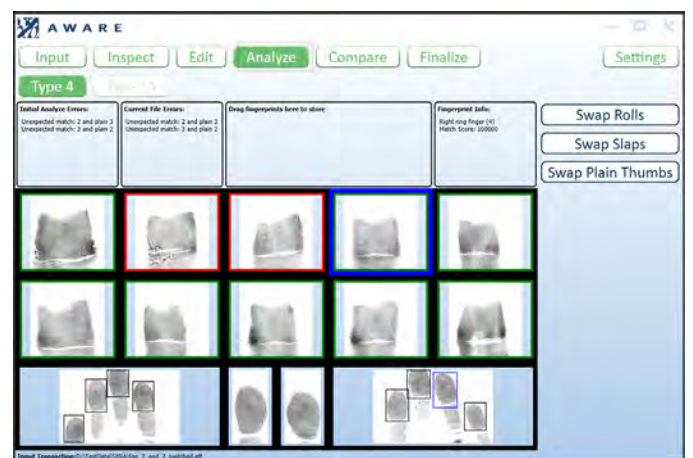 AWARE
Input Inspect Edit Analyze Compare Finalize Settings
Type 4
Initial Analyze Errors:
Unexpected match: 2 and plain 3
Unexpected match: 3 and plain 2
Current File Errors:
Unexpected match: 2 and plain 3
Unexpected match: 3 and plain 2
Drag fingerprints here to store
Fingerprint Info:
Right ring finger (4)
Match Score: 100000
Swap Rolls
Swap Slaps
Swap Plain Thumbs